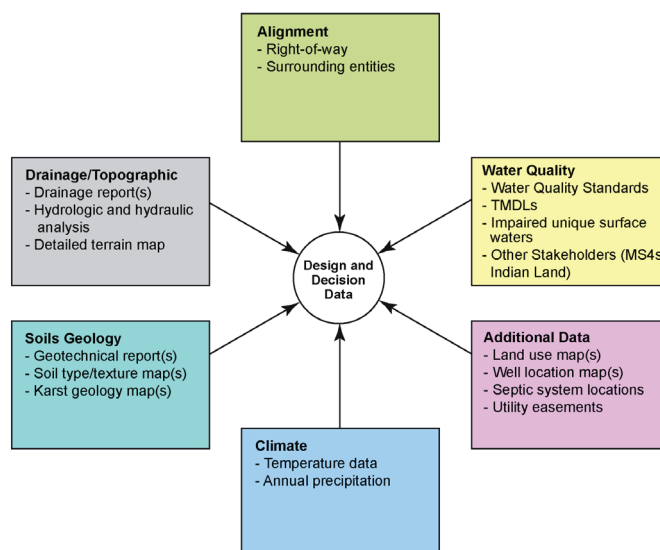 Alignment
- Right-of-way
- Surrounding entities
Drainage/Topographic
- Drainage report(s)
- Hydrologic and hydraulic
analysis
- Detailed terrain map
Water Quality
- Water Quality Standards
- TMDLs
- Impaired unique surface
waters
- Other Stakeholders (MS4s
Indian Land)
Design and
Decision
Data
Soils Geology
- Geotechnical report(s)
- Soil type/texture map(s)
- Karst geology map(s)
Additional Data
- Land use map(s)
- Well location map(s)
- Septic system locations
- Utility easements
Climate
- Temperature data
- Annual precipitation